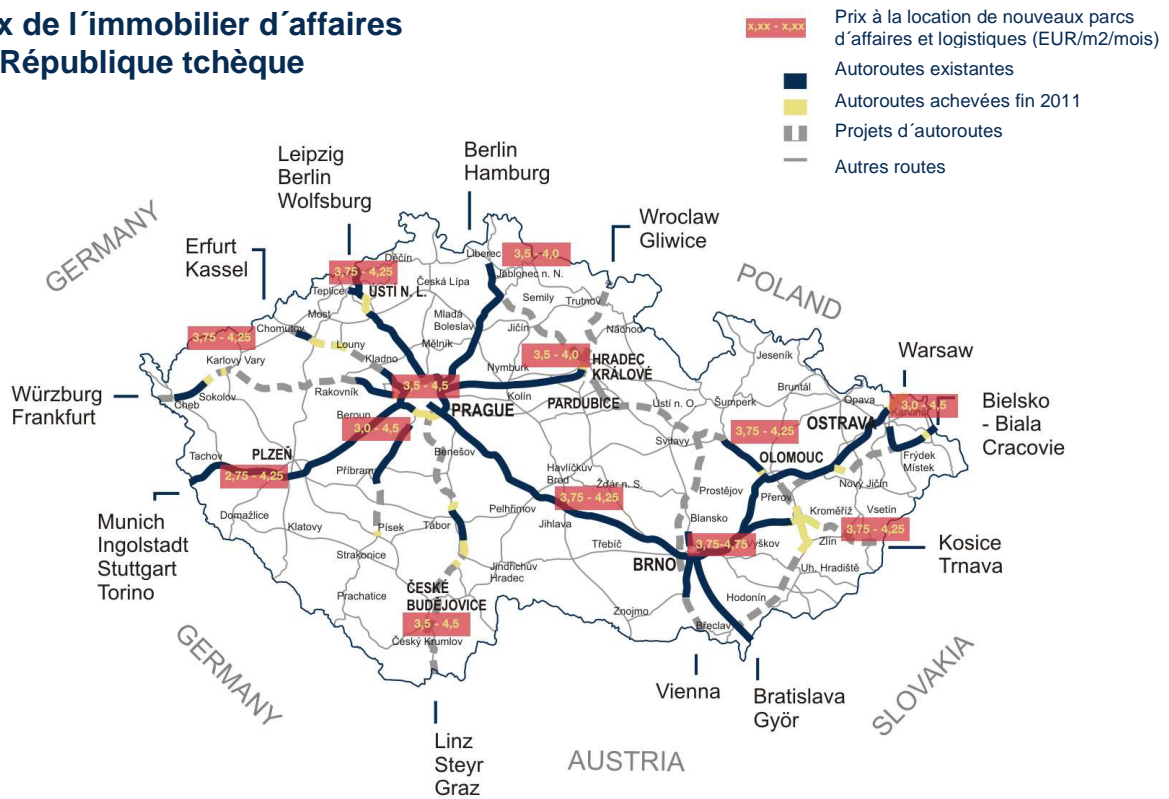 x de l´immobilier d´affaires
République tchèque
x,xx - x,xx
Prix à la location de nouveaux parcs
d´affaires et logistiques (EUR/m2/mois)
Autoroutes existantes
Autoroutes achevées fin 2011
Projets d´autoroutes
Autres routes
Leipzig
Berlin
Wolfsburg
Berlin
Hamburg
Wroclaw
Gliwice
Erfurt
Kassel
GERMANY
POLAND
Warsaw
Bielsko
- Biala
Cracovie
Würzburg
Frankfurt
Munich
Ingolstadt
Stuttgart
Torino
GERMANY
Linz
Steyr
Graz
AUSTRIA
Vienna
Bratislava
Györ
SLOVAKIA
Kosice
Trnava
Děčín
Liberec
3,5 - 4,0
Jablonec n. N.
3,75 - 4,25
Teplice
ÚSTÍ N. L.
Česká Lípa
Semily
Trutnov
Most
Chomutov
Mladá
Boleslav
Jičín
Náchod
3,75 - 4,25
Louny
Mělník
Karlovy Vary
Kladno
Nymburk
3,5 - 4,0
HRADEC
KRÁLOVÉ
Jeseník
Sokolov
Cheb
Rakovník
3,5 - 4,5
PRAGUE
Kolín
PARDUBICE
Ústí n. O.
Šumperk
Bruntál
Opava
3,0 - 4,5
Karviná
Beroun
3,0 - 4,5
Svitavy
3,75 - 4,25
OSTRAVA
Tachov
PLZEŇ
2,75 - 4,25
Příbram
Benešov
Havlíčkův
Brod
Žďár n. S.
OLOMOUC
Frýdek
Místek
Nový Jičín
Prostějov
Přerov
Domažlice
Klatovy
Písek
Tábor
Pelhřimov
3,75 - 4,25
Jihlava
Blansko
Kroměříž
Vsetín
3,75 - 4,25
Strakonice
Třebíč
BRNO
3,75-4,75
Vyškov
Zlín
Jindřichův
Hradec
Uh. Hradiště
Prachatice
ČESKÉ
BUDĚJOVICE
3,5 - 4,5
Český Krumlov
Znojmo
Hodonín
Břeclav